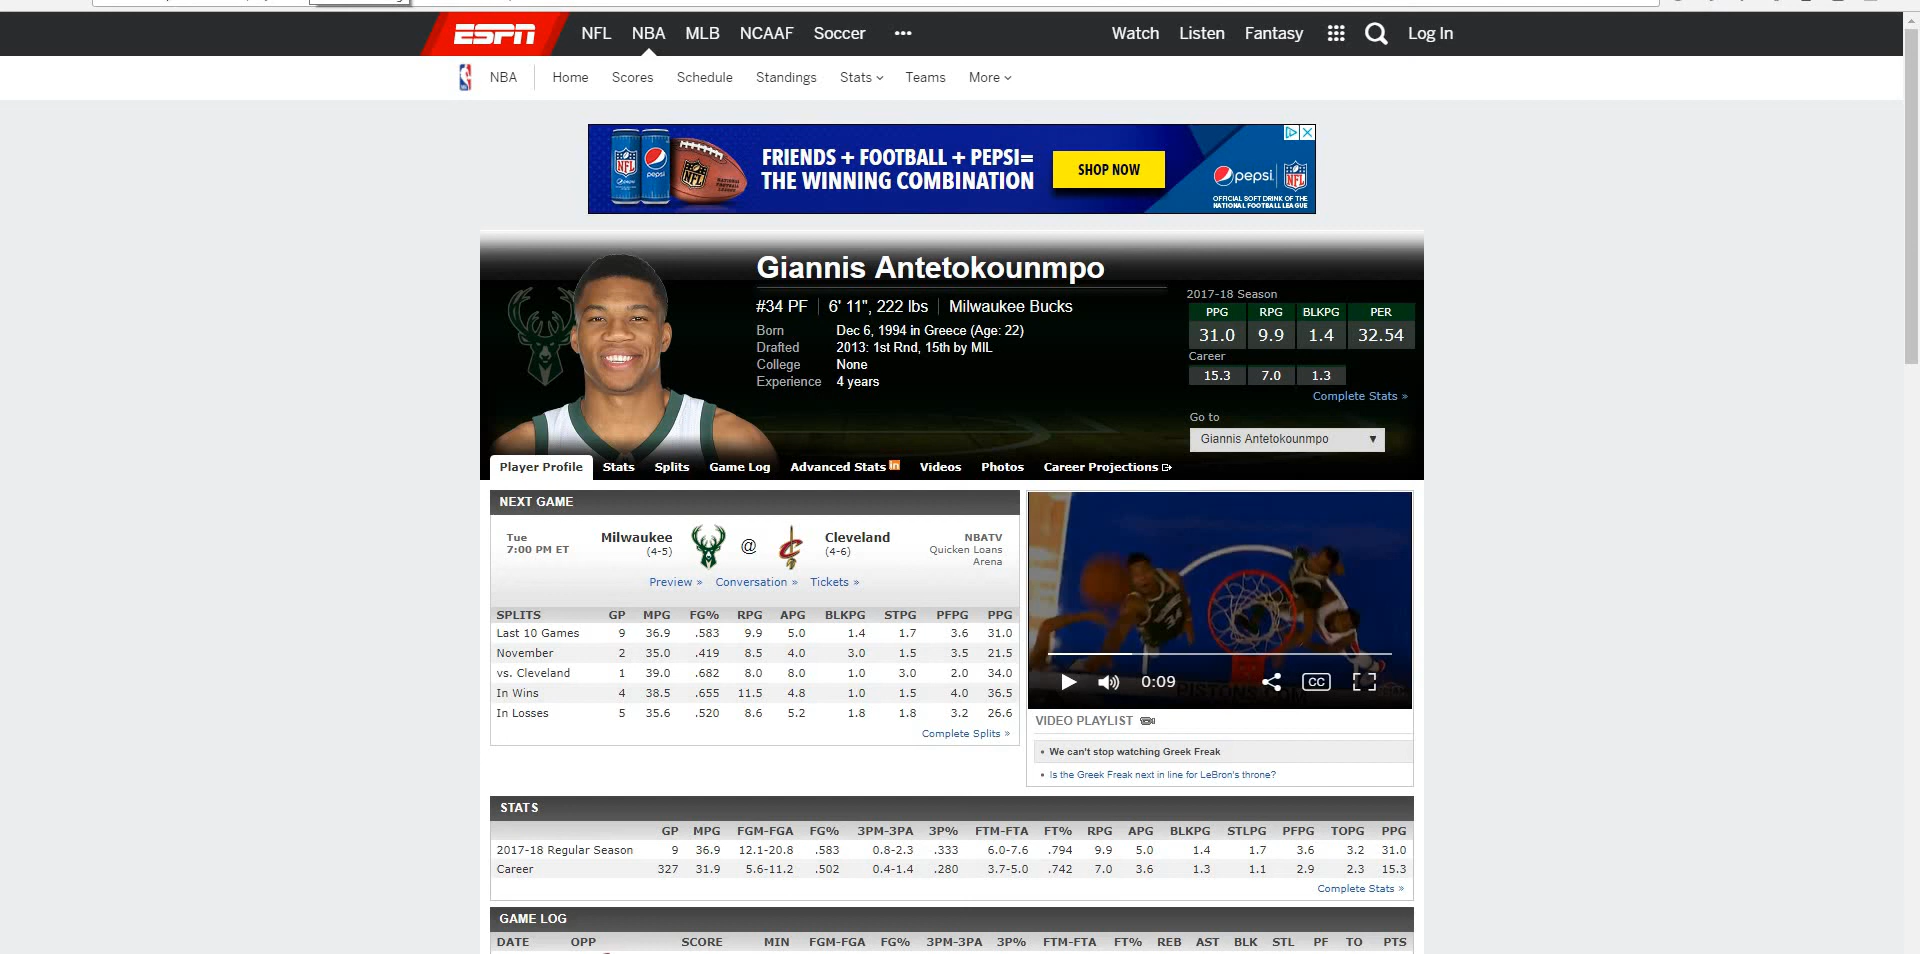 ESPN NFL NBA MLB NCAAF Soccer ••• Watch Listen Fantasy Log In
NBA Home Scores Schedule Standings Stats Teams More
FRIENDS + FOOTBALL + PEPSI=
THE WINNING COMBINATION
SHOP NOW
pepsi NFL
OFFICIAL SOFT DRINK OF THE
NATIONAL FOOTBALL LEAGUE
Giannis Antetokounmpo
#34 PF 6' 11", 222 lbs Milwaukee Bucks
Born Dec 6, 1994 in Greece (Age: 22)
Drafted 2013: 1st Rnd, 15th by MIL
College None
Experience 4 years
2017-18 Season
PPG RPG BLKPG PER
31.0 9.9 1.4 32.54
Career
15.3 7.0 1.3
Complete Stats »
Go to
Giannis Antetokounmpo
Player Profile Stats Splits Game Log Advanced Stats in Videos Photos Career Projections
NEXT GAME
Tue
7:00 PM ET
Milwaukee
(4-5)
@
Cleveland
(4-6)
NBATV
Quicken Loans
Arena
Preview » Conversation » Tickets »
SPLITS GP MPG FG% RPG APG BLKPG STPG PFPG PPG
Last 10 Games 9 36.9 .583 9.9 5.0 1.4 1.7 3.6 31.0
November 2 35.0 .419 8.5 4.0 3.0 1.5 3.5 21.5
vs. Cleveland 1 39.0 .682 8.0 8.0 1.0 3.0 2.0 34.0
In Wins 4 38.5 .655 11.5 4.8 1.0 1.5 4.0 36.5
In Losses 5 35.6 .520 8.6 5.2 1.8 1.8 3.2 26.6
Complete Splits »
0:09 CC
PISTONS.COM
VIDEO PLAYLIST
• We can't stop watching Greek Freak
• Is the Greek Freak next in line for LeBron's throne?
STATS
GP MPG FGM-FGA FG% 3PM-3PA 3P% FTM-FTA FT% RPG APG BLKPG STLPG PFPG TOPG PPG
2017-18 Regular Season 9 36.9 12.1-20.8 .583 0.8-2.3 .333 6.0-7.6 .794 9.9 5.0 1.4 1.7 3.6 3.2 31.0
Career 327 31.9 5.6-11.2 .502 0.4-1.4 .280 3.7-5.0 .742 7.0 3.6 1.3 1.1 2.9 2.3 15.3
Complete Stats »
GAME LOG
DATE OPP SCORE MIN FGM-FGA FG% 3PM-3PA 3P% FTM-FTA FT% REB AST BLK STL PF TO PTS